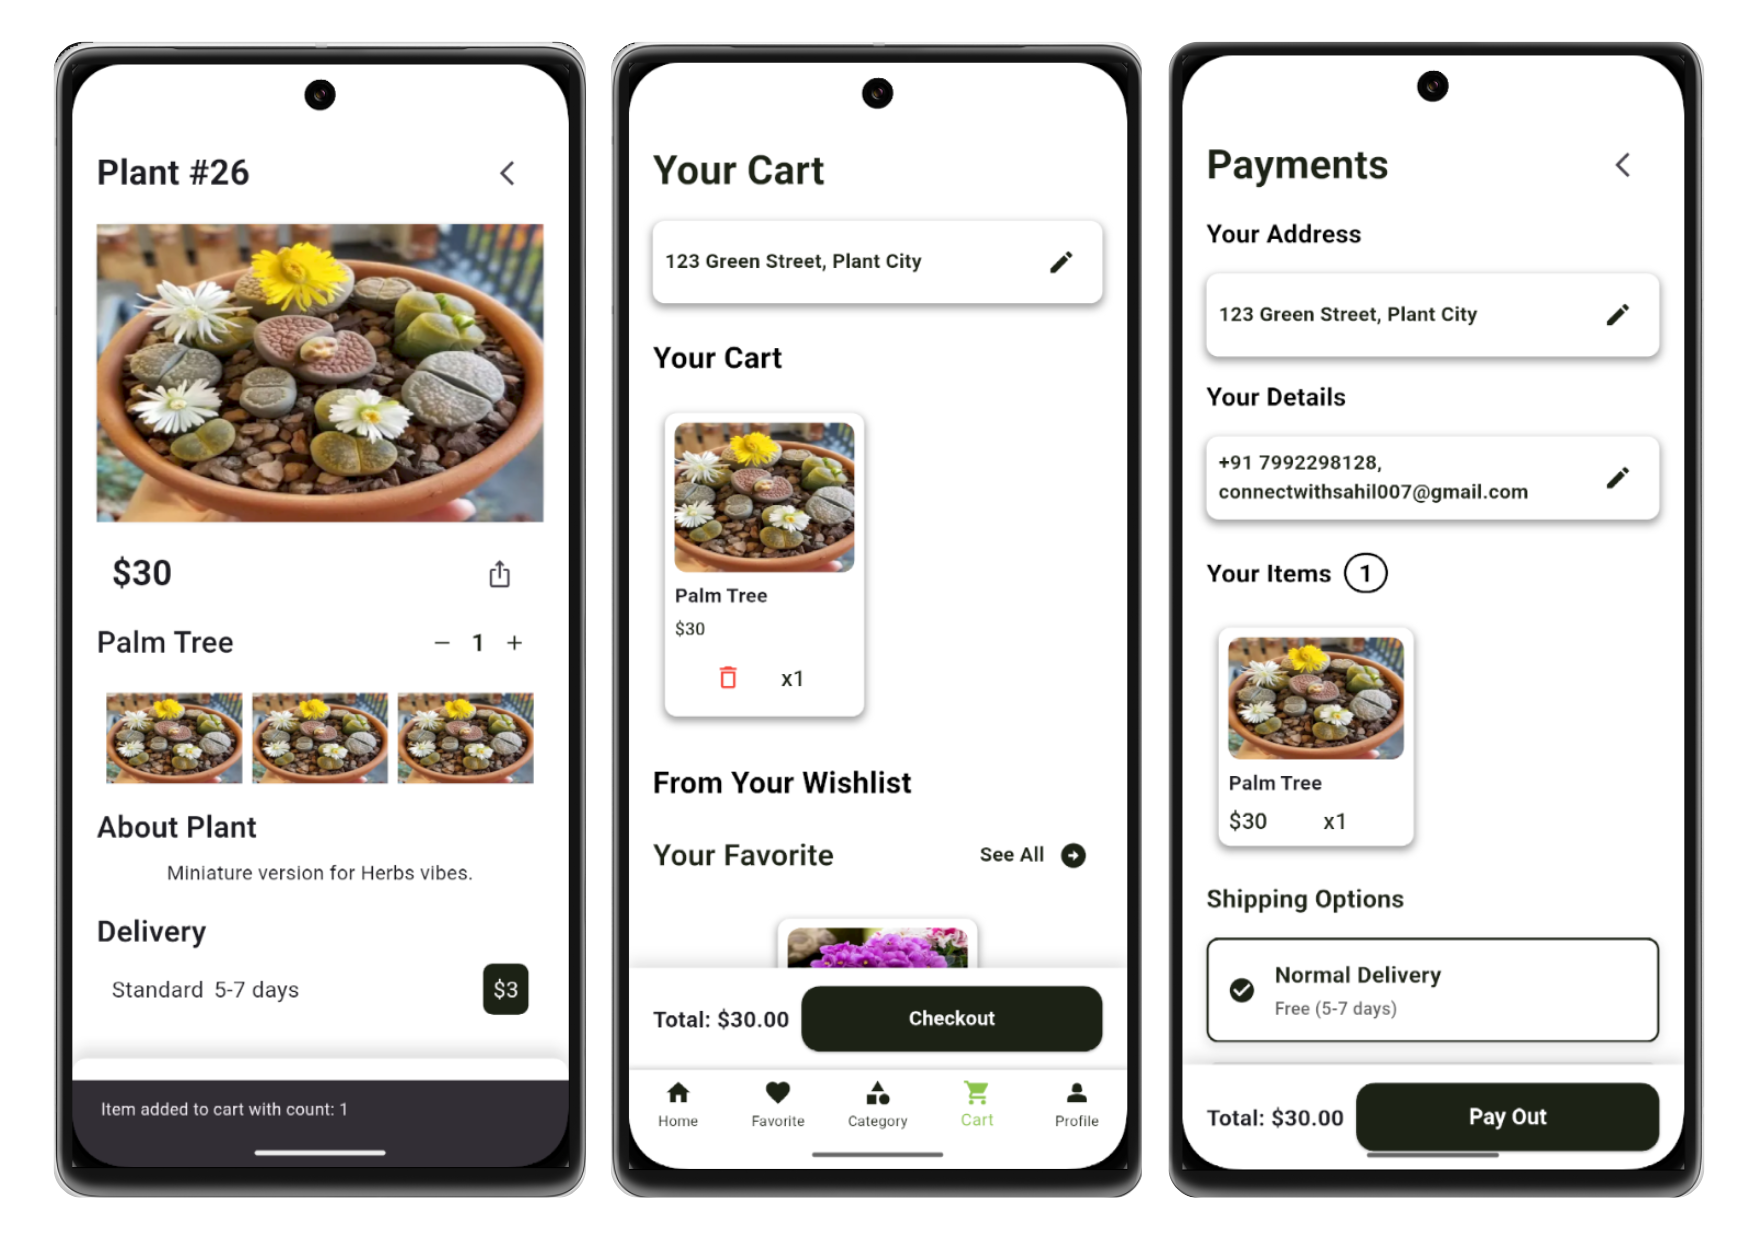 Plant #26
$30
Palm Tree
1
About Plant
Miniature version for Herbs vibes.
Delivery
Standard 5-7 days
$3
Item added to cart with count: 1
Your Cart
123 Green Street, Plant City
Your Cart
Palm Tree
$30
x1
From Your Wishlist
Your Favorite
See All
Total: $30.00
Checkout
Home
Favorite
Category
Cart
Profile
Payments
Your Address
123 Green Street, Plant City
Your Details
+91 7992298128,
connectwithsahil007@gmail.com
Your Items 1
Palm Tree
$30 x1
Shipping Options
Normal Delivery
Free (5-7 days)
Total: $30.00
Pay Out